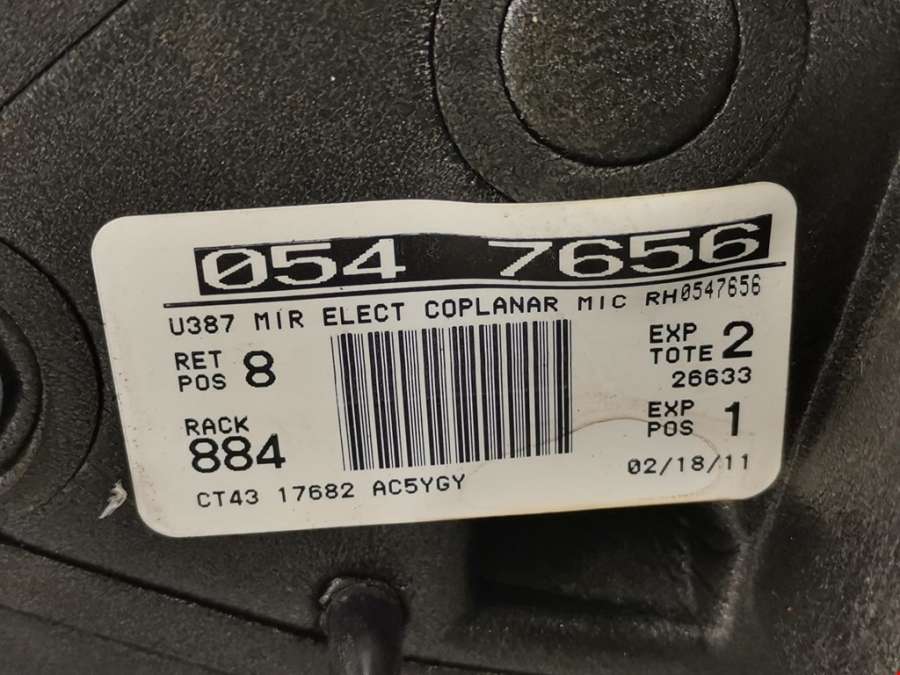 054 7656
U387 MIR ELECT COPLANAR MIC RH0547656
RET POS 8
EXP TOTE 2
26633
RACK 884
EXP POS 1
02/18/11
CT43 17682 AC5YGY